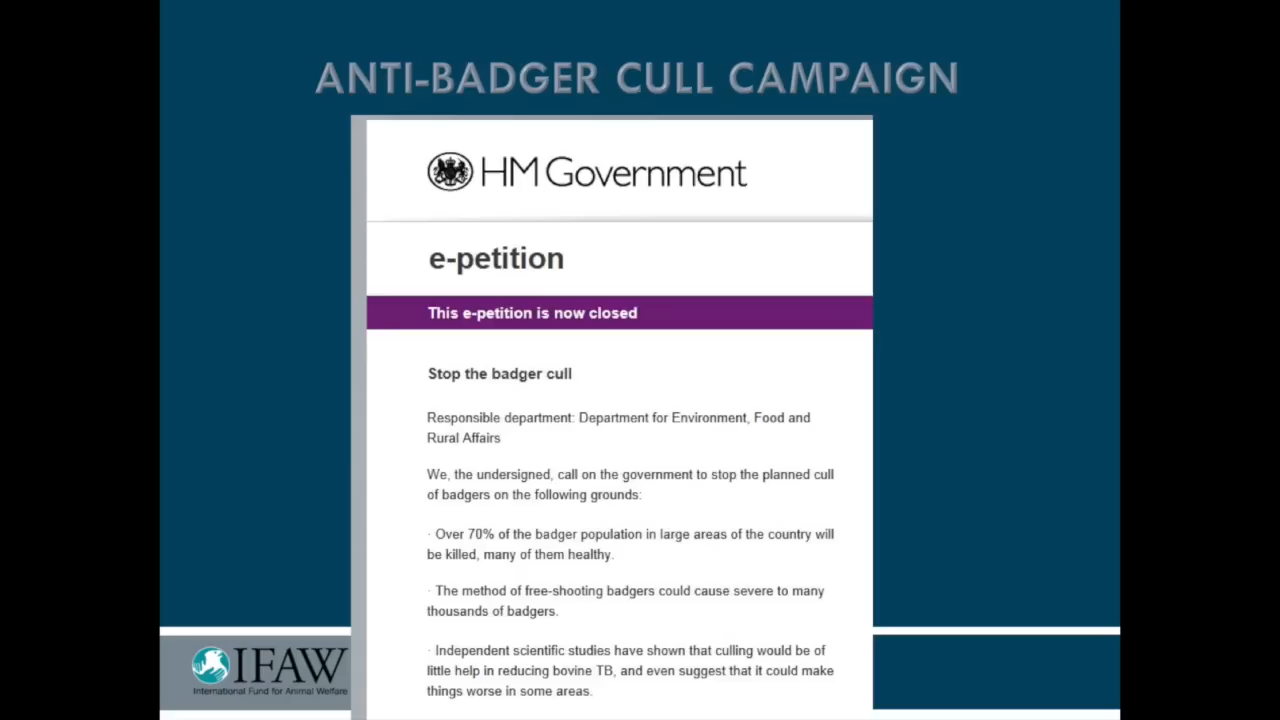 ANTI-BADGER CULL CAMPAIGN
HM Government
e-petition
This e-petition is now closed
Stop the badger cull
Responsible department: Department for Environment, Food and
Rural Affairs
We, the undersigned, call on the government to stop the planned cull
of badgers on the following grounds:
· Over 70% of the badger population in large areas of the country will
be killed, many of them healthy.
· The method of free-shooting badgers could cause severe to many
thousands of badgers.
· Independent scientific studies have shown that culling would be of
little help in reducing bovine TB, and even suggest that it could make
things worse in some areas.
IFAW
International Fund for Animal Welfare